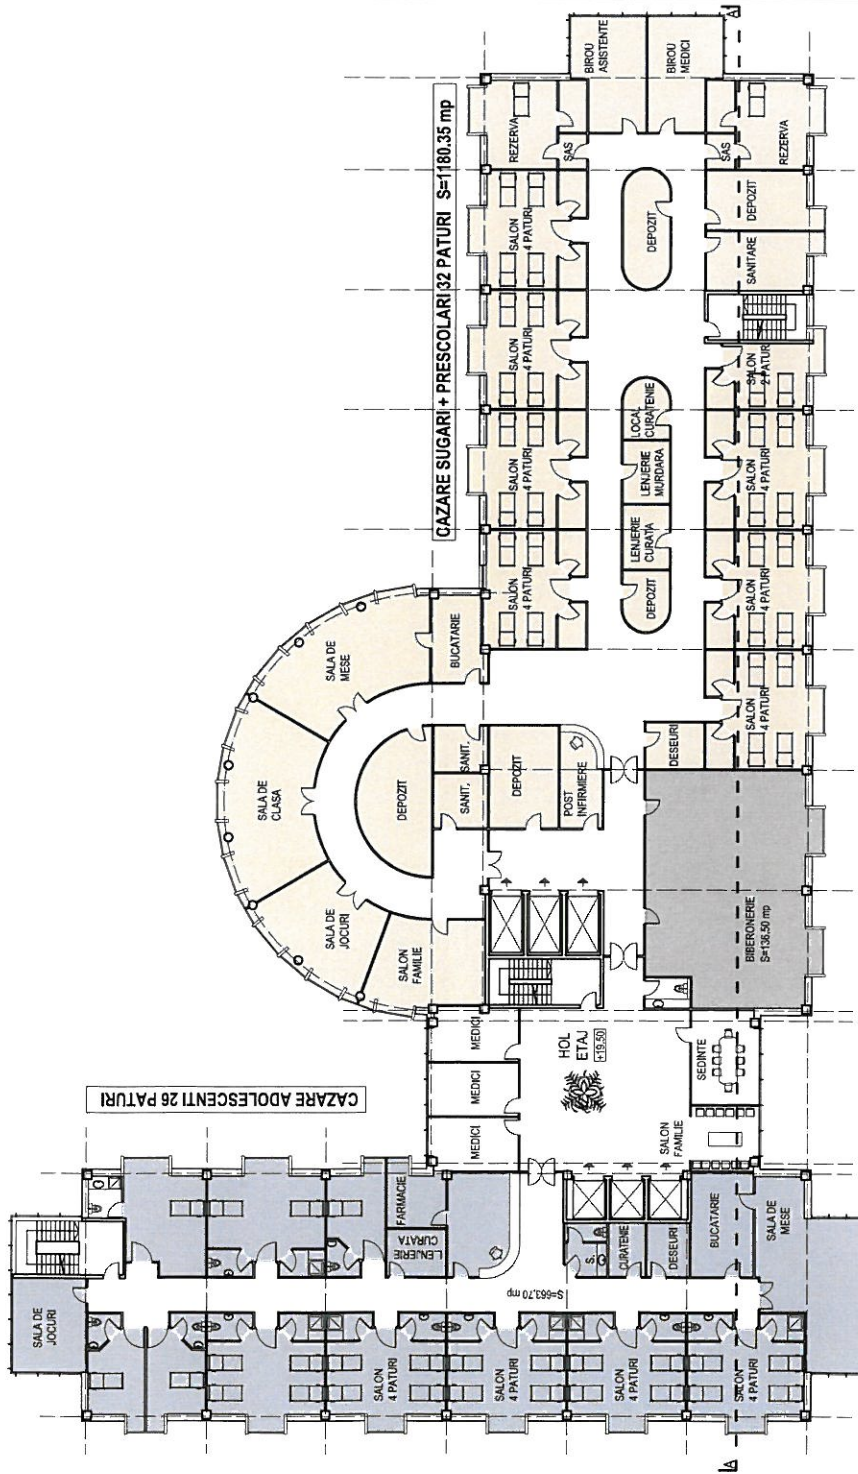 CAZARE SUGARI + PRESCOLARI 32 PATURI S=1180.35 mp
BIROU
ASISTENTE
BIROU
MEDICI
REZERVA
SAS
SAS
REZERVA
SALON
4 PATURI
DEPOZIT
DEPOZIT
SANITARE
SALON
4 PATURI
SALON
2 PATURI
LOCAL
CURATENIE
SALON
4 PATURI
LENJERIE
MURDARA
SALON
4 PATURI
SALON
4 PATURI
LENJERIE
CURATA
DEPOZIT
SALON
4 PATURI
SALON
4 PATURI
SALA DE
MESE
BUCATARIE
SALA DE
CLASA
DEPOZIT
SANIT.
SANIT.
DEPOZIT
POST
INFIRMIERE
DESEURI
SALA DE
JOCURI
SALON
FAMILIE
BIBERONERIE
S=136.50 mp
MEDICI
MEDICI
MEDICI
HOL
ETAJ
+19.50
SEDINTE
SALON
FAMILIE
CAZARE ADOLESCENTI 26 PATURI
FARMACIE
LENJERIE
CURATA
S.
CURATENIE
DESEURI
BUCATARIE
SALA DE
MESE
S=663,70 mp
SALA DE
JOCURI
SALON
4 PATURI
SALON
4 PATURI
SALON
4 PATURI
SALON
4 PATURI
A
A